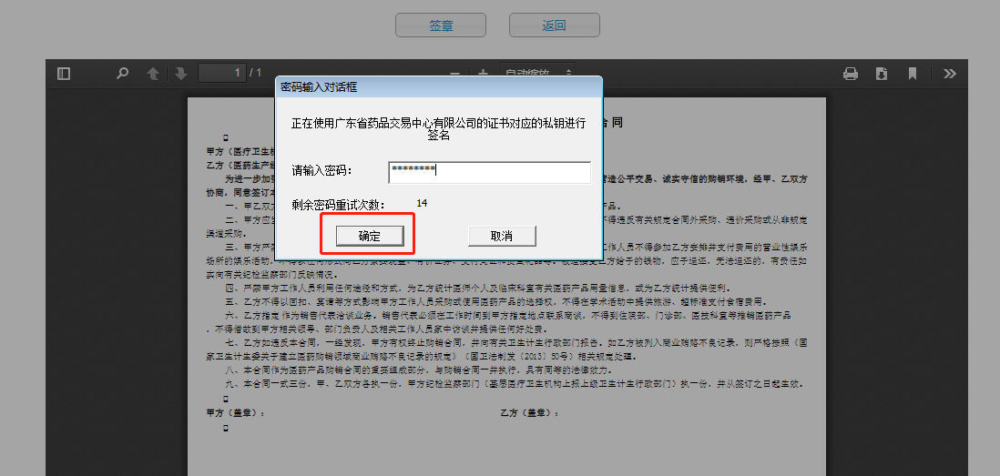 签章 返回
1 / 1 自动缩放
密码输入对话框
正在使用广东省药品交易中心有限公司的证书对应的私钥进行
签名
请输入密码： ********
剩余密码重试次数： 14
确定 取消
合同
甲方（医疗卫生机
乙方（医药生产经
为进一步加强 营造公平交易、诚实守信的购销环境，经甲、乙双方
协商，同意签订本
一、甲乙双方 产品。
二、甲方应当 不得违反有关规定合同外采购、违价采购或从非规定
渠道采购。
三、甲方严禁 工作人员不得参加乙方安排并支付费用的营业性娱乐
场所的娱乐活动，不得以任何形式向乙方索要现金、有价证券、支付凭证和贵重礼品等。被迫接受乙方给予的钱物，应予退还，无法退还的，有责任如
实向有关纪检监察部门反映情况。
四、严禁甲方工作人员利用任何途径和方式，为乙方统计医师个人及临床科室有关医药产品用量信息，或为乙方统计提供便利。
五、乙方不得以回扣、宴请等方式影响甲方工作人员采购或使用医药产品的选择权，不得在学术活动中提供旅游、超标准支付食宿费用。
六、乙方指定 作为销售代表洽谈业务。销售代表必须在工作时间到甲方指定地点联系商谈，不得到住院部、门诊部、医技科室等推销医药产品
，不得借故到甲方相关领导、部门负责人及相关工作人员家中访谈并提供任何好处费。
七、乙方如违反本合同，一经发现，甲方有权终止购销合同，并向有关卫生计生行政部门报告。如乙方被列入商业贿赂不良记录，则严格按照《国
家卫生计生委关于建立医药购销领域商业贿赂不良记录的规定》（国卫法制发〔2013〕50号）相关规定处理。
八、本合同作为医药产品购销合同的重要组成部分，与购销合同一并执行，具有同等的法律效力。
九、本合同一式三份，甲、乙双方各执一份，甲方纪检监察部门（基层医疗卫生机构上报上级卫生计生行政部门）执一份，并从签订之日起生效。
甲方（盖章）： 乙方（盖章）：